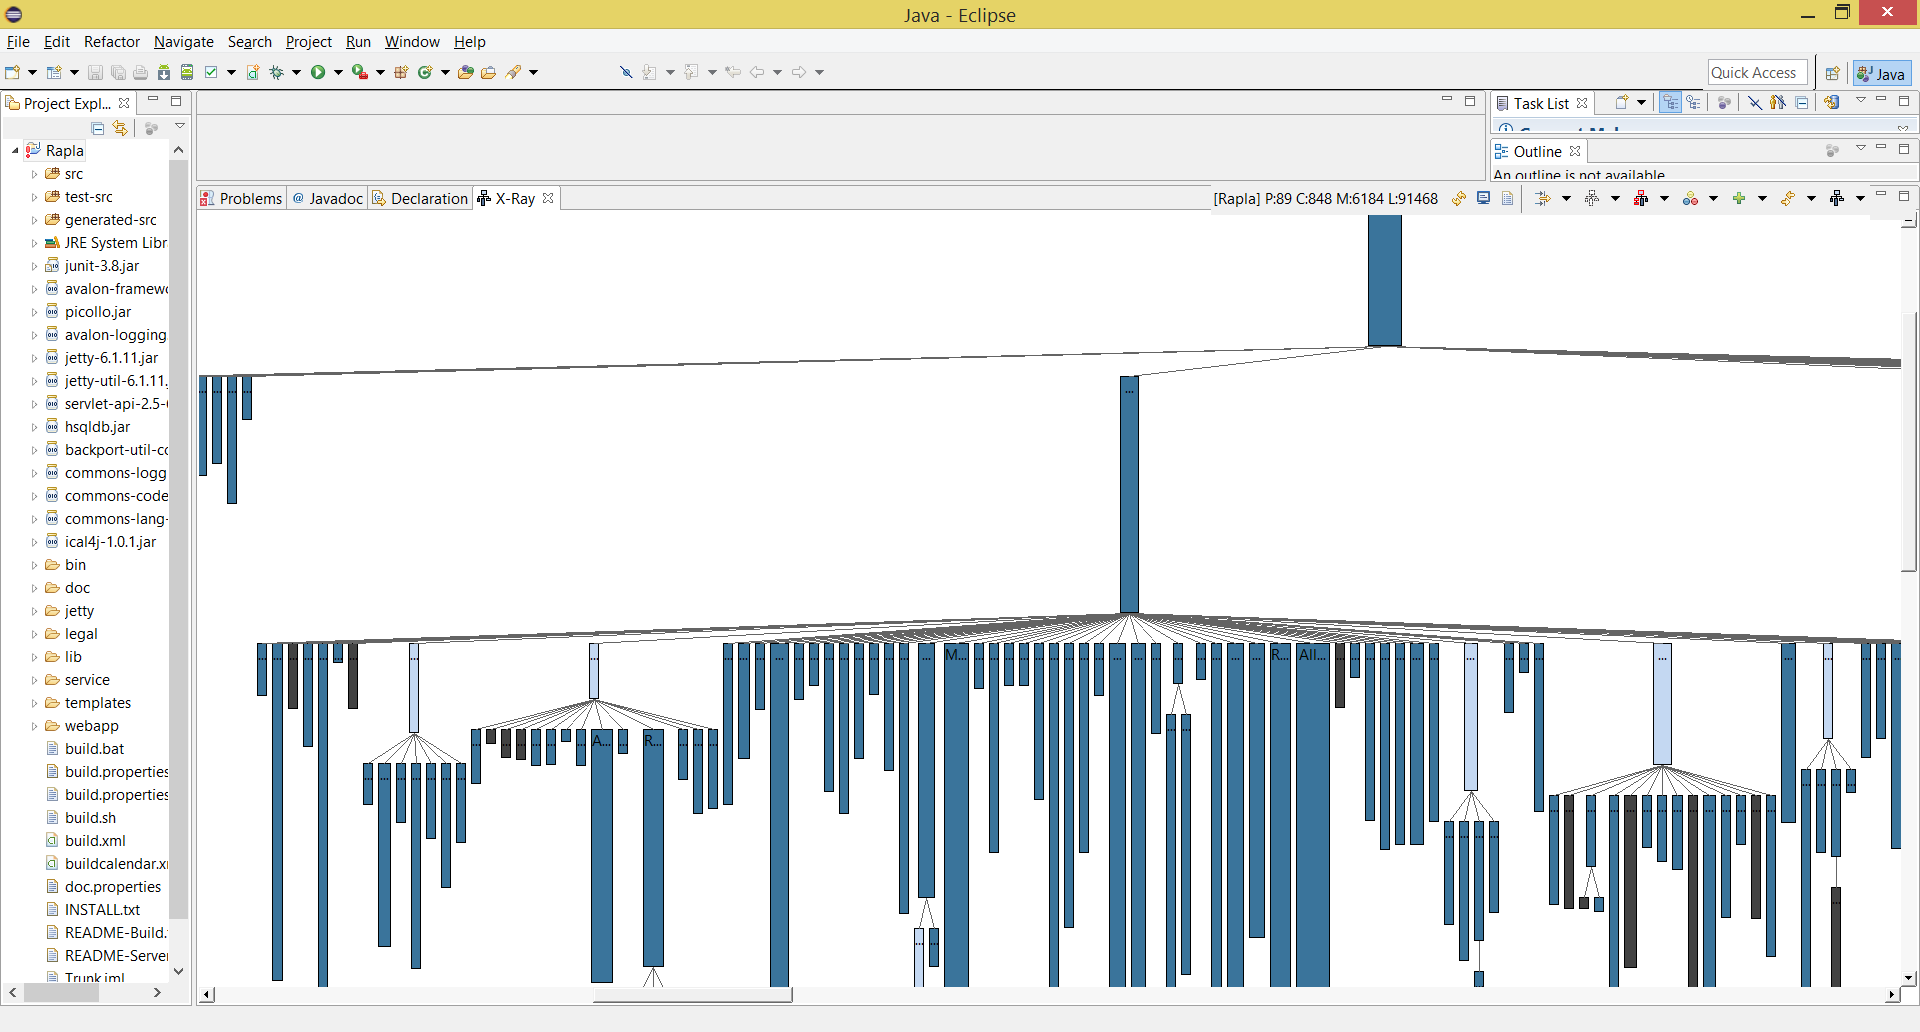 Java - Eclipse
File Edit Refactor Navigate Search Project Run Window Help
Quick Access Java
Project Expl...
Task List
Outline
An outline is not available
Problems @ Javadoc Declaration X-Ray [Rapla] P:89 C:848 M:6184 L:91468
Rapla
src
test-src
generated-src
JRE System Libr
junit-3.8.jar
avalon-framew
picollo.jar
avalon-logging
jetty-6.1.11.jar
jetty-util-6.1.11.
servlet-api-2.5-
hsqldb.jar
backport-util-co
commons-logg
commons-code
commons-lang-
ical4j-1.0.1.jar
bin
doc
jetty
legal
lib
service
templates
webapp
build.bat
build.properties
build.properties
build.sh
build.xml
buildcalendar.x
doc.properties
INSTALL.txt
README-Build.
README-Server
Trunk.iml
M... R... All...
A... R...